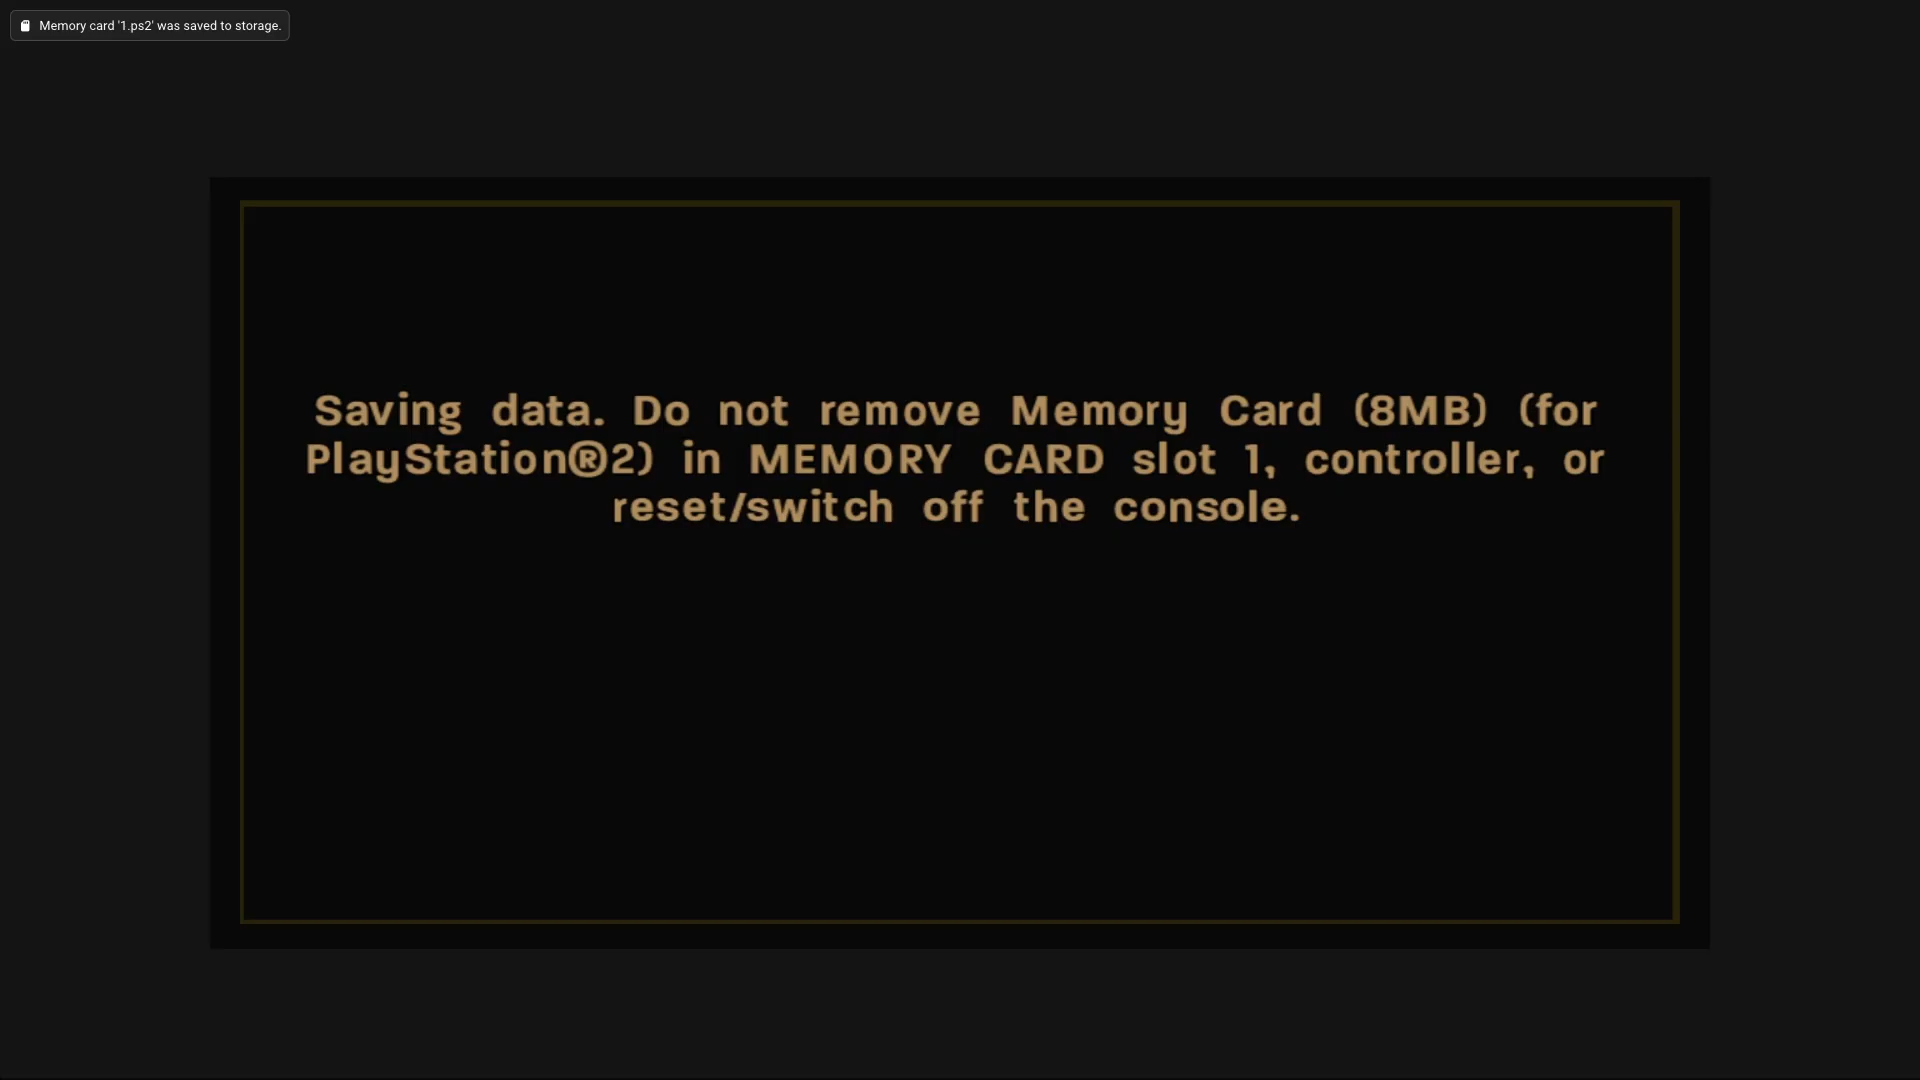 Memory card '1.ps2' was saved to storage.
Saving data. Do not remove Memory Card (8MB) (for
PlayStation®2) in MEMORY CARD slot 1, controller, or
reset/switch off the console.